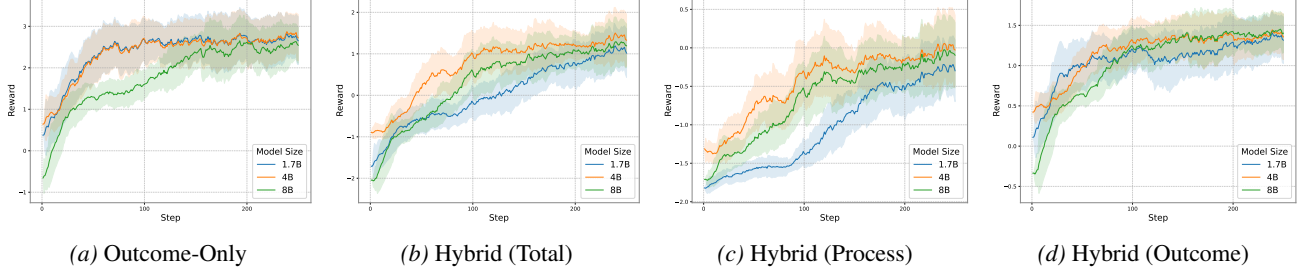 3
2
1
0
−1
Reward
0
100
200
Step
Model Size
1.7B
4B
8B
(a) Outcome-Only
2
1
0
−1
−2
Reward
0
100
200
Step
Model Size
1.7B
4B
8B
(b) Hybrid (Total)
0.5
0.0
−0.5
−1.0
−1.5
−2.0
Reward
0
100
200
Step
Model Size
1.7B
4B
8B
(c) Hybrid (Process)
1.5
1.0
0.5
0.0
−0.5
Reward
0
100
200
Step
Model Size
1.7B
4B
8B
(d) Hybrid (Outcome)